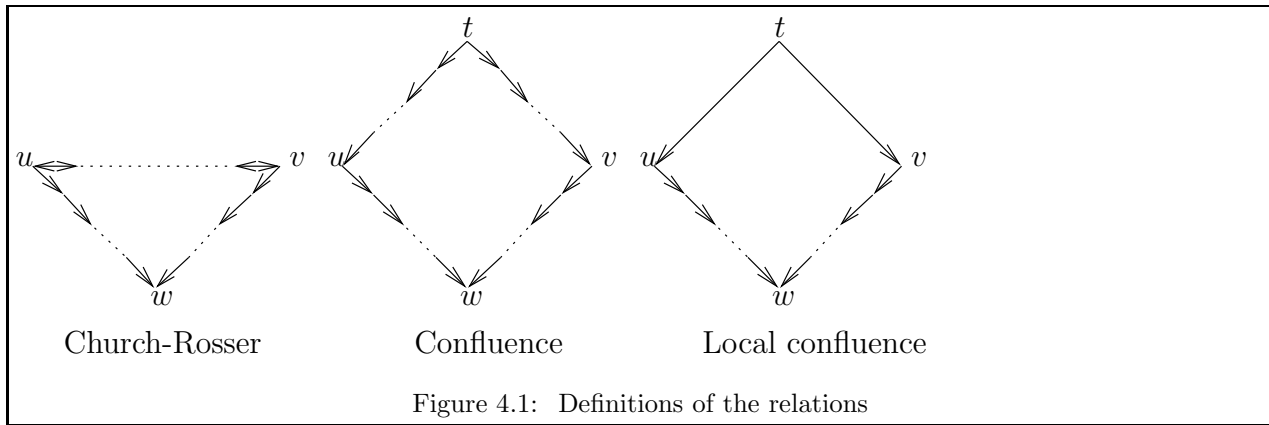 t t
u v u v u v
w w w
Church-Rosser Confluence Local confluence
Figure 4.1: Definitions of the relations